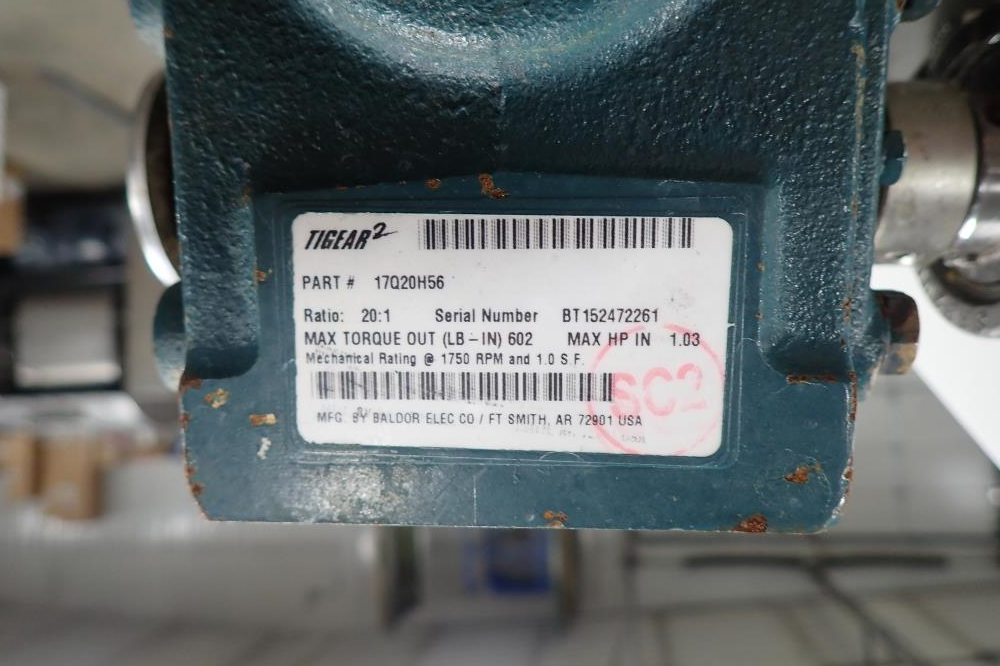 TIGEAR2
PART # 17Q20H56
Ratio: 20:1 Serial Number BT152472261
MAX TORQUE OUT (LB-IN) 602 MAX HP IN 1.03
Mechanical Rating @ 1750 RPM and 1.0 S.F.
SC2
MFG. BY BALDOR ELEC CO / FT SMITH, AR 72901 USA